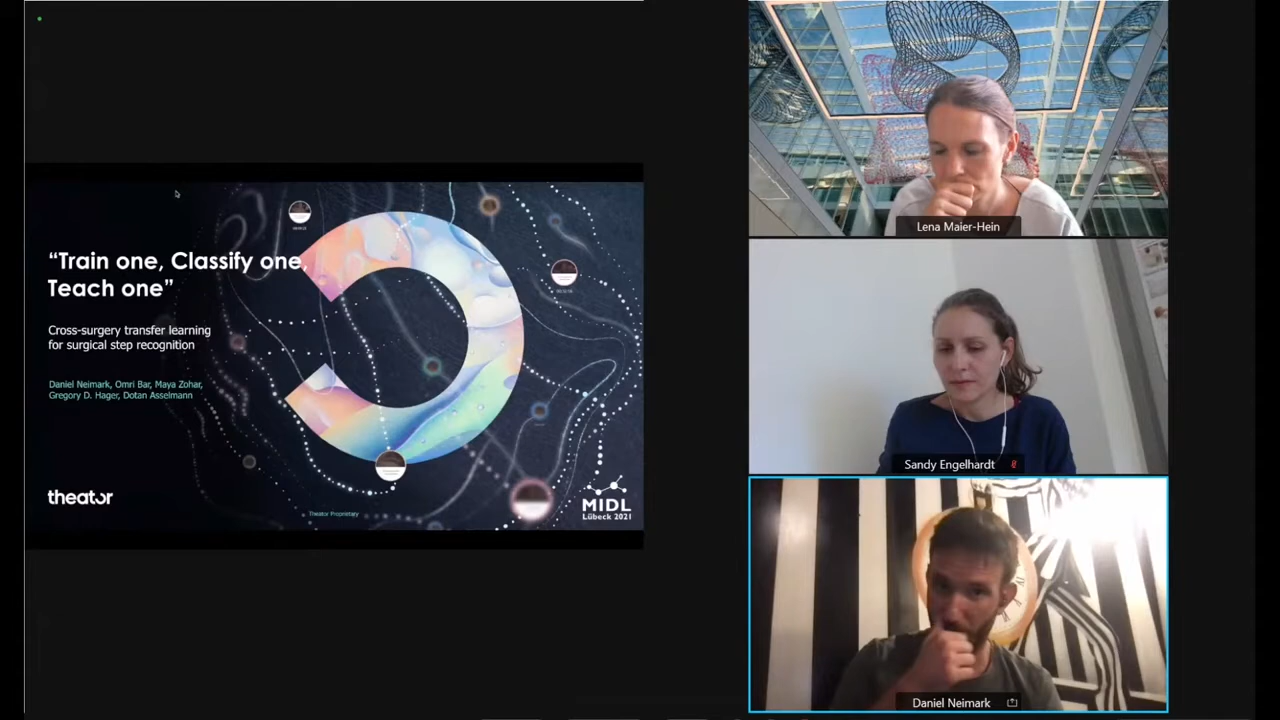 “Train one, Classify one,
Teach one”
Cross-surgery transfer learning
for surgical step recognition
Daniel Neimark, Omri Bar, Maya Zohar,
Gregory D. Hager, Dotan Asselmann
theator
Theator Proprietary
MIDL
Lübeck 2021
Lena Maier-Hein
Sandy Engelhardt
Daniel Neimark